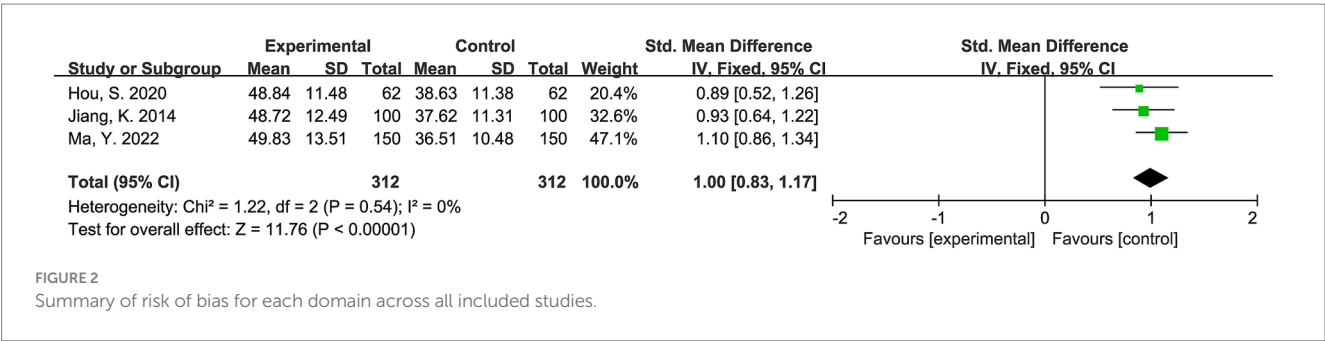 Experimental Control Std. Mean Difference Std. Mean Difference
Study or Subgroup Mean SD Total Mean SD Total Weight IV, Fixed, 95% CI IV, Fixed, 95% CI
Hou, S. 2020 48.84 11.48 62 38.63 11.38 62 20.4% 0.89 [0.52, 1.26]
Jiang, K. 2014 48.72 12.49 100 37.62 11.31 100 32.6% 0.93 [0.64, 1.22]
Ma, Y. 2022 49.83 13.51 150 36.51 10.48 150 47.1% 1.10 [0.86, 1.34]
Total (95% CI) 312 312 100.0% 1.00 [0.83, 1.17]
Heterogeneity: Chi² = 1.22, df = 2 (P = 0.54); I² = 0%
Test for overall effect: Z = 11.76 (P < 0.00001)
-2 -1 0 1 2
Favours [experimental] Favours [control]
FIGURE 2
Summary of risk of bias for each domain across all included studies.